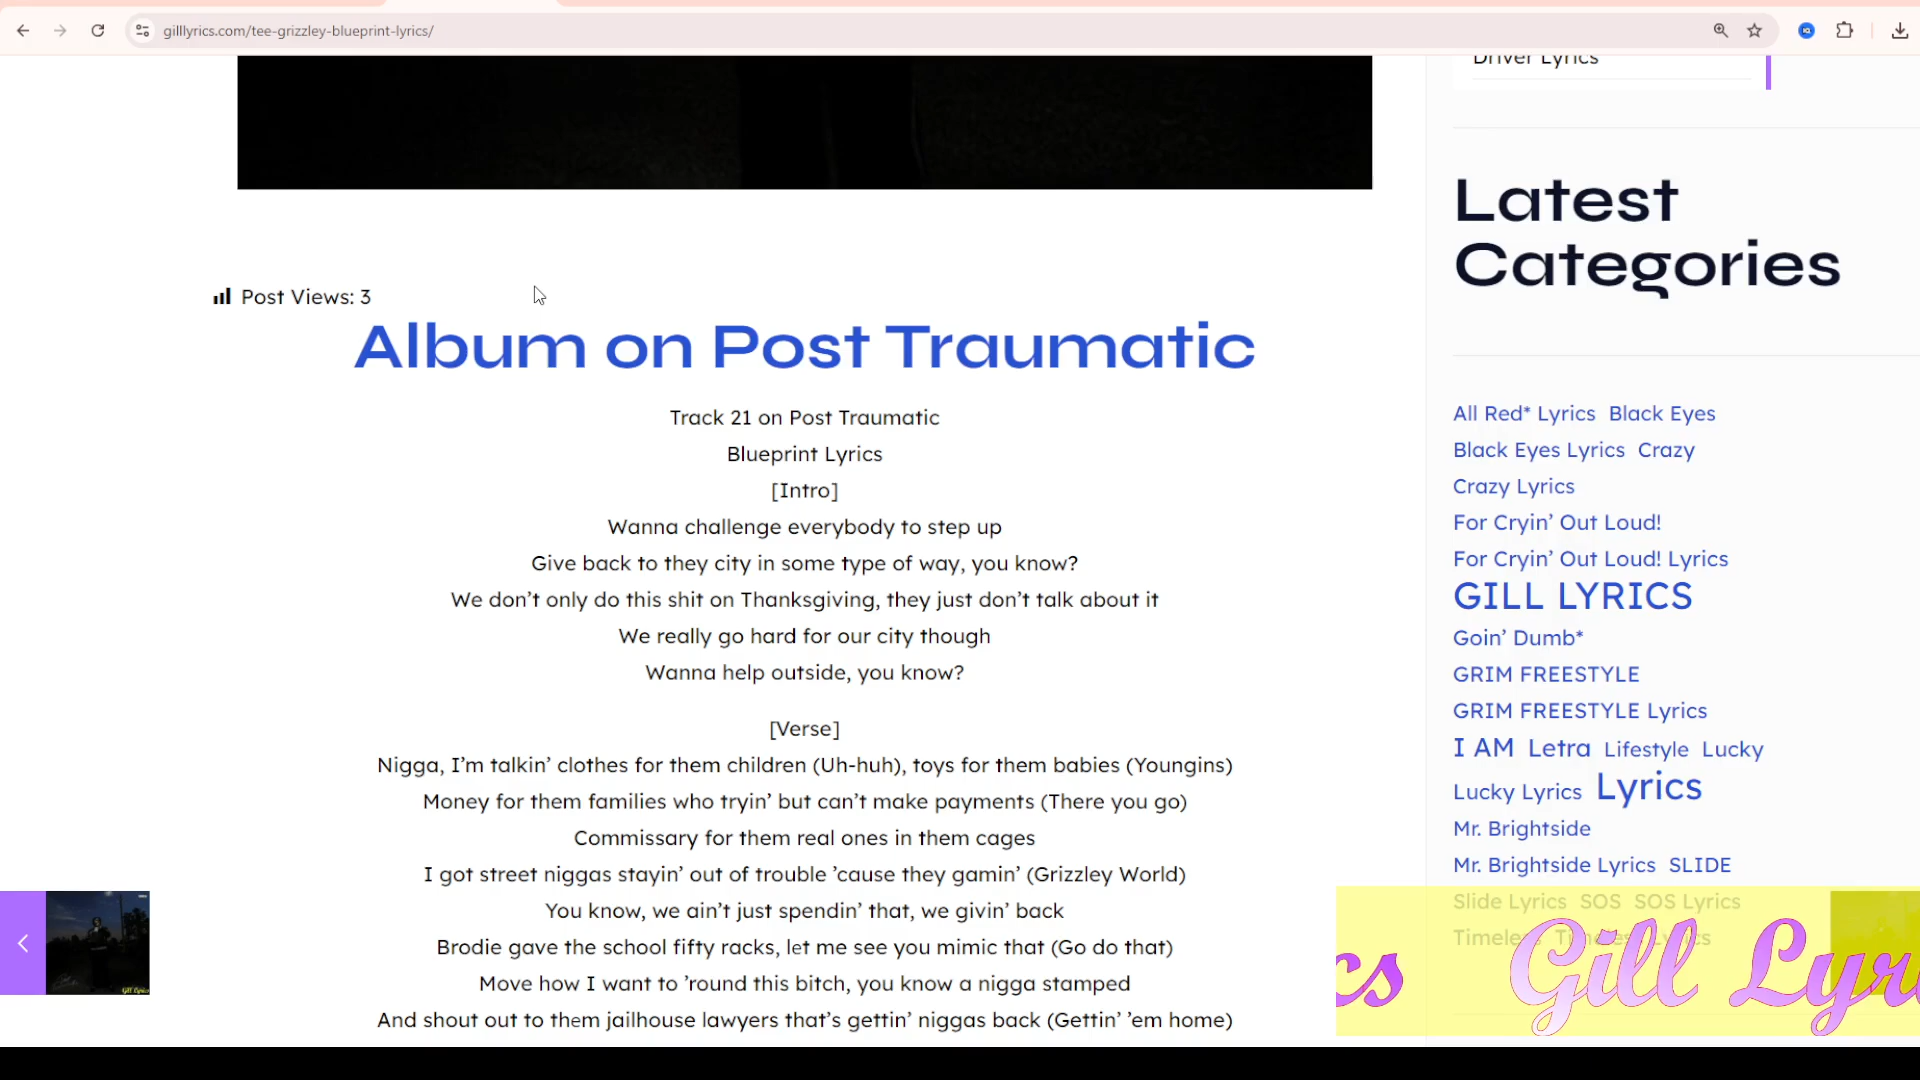 gilllyrics.com/tee-grizzley-blueprint-lyrics/
Driver Lyrics
Latest
Categories
Post Views: 3
Album on Post Traumatic
Track 21 on Post Traumatic
Blueprint Lyrics
[Intro]
Wanna challenge everybody to step up
Give back to they city in some type of way, you know?
We don’t only do this shit on Thanksgiving, they just don’t talk about it
We really go hard for our city though
Wanna help outside, you know?
[Verse]
Nigga, I’m talkin’ clothes for them children (Uh-huh), toys for them babies (Youngins)
Money for them families who tryin’ but can’t make payments (There you go)
Commissary for them real ones in them cages
I got street niggas stayin’ out of trouble ’cause they gamin’ (Grizzley World)
You know, we ain’t just spendin’ that, we givin’ back
Brodie gave the school fifty racks, let me see you mimic that (Go do that)
Move how I want to ’round this bitch, you know a nigga stamped
And shout out to them jailhouse lawyers that’s gettin’ niggas back (Gettin’ ’em home)
All Red* Lyrics Black Eyes
Black Eyes Lyrics Crazy
Crazy Lyrics
For Cryin’ Out Loud!
For Cryin’ Out Loud! Lyrics
GILL LYRICS
Goin’ Dumb*
GRIM FREESTYLE
GRIM FREESTYLE Lyrics
I AM Letra Lifestyle Lucky
Lucky Lyrics Lyrics
Mr. Brightside
Mr. Brightside Lyrics SLIDE
Slide Lyrics SOS SOS Lyrics
Timeless Timeless Lyrics
cs Gill Lyri
Gill Lyrics